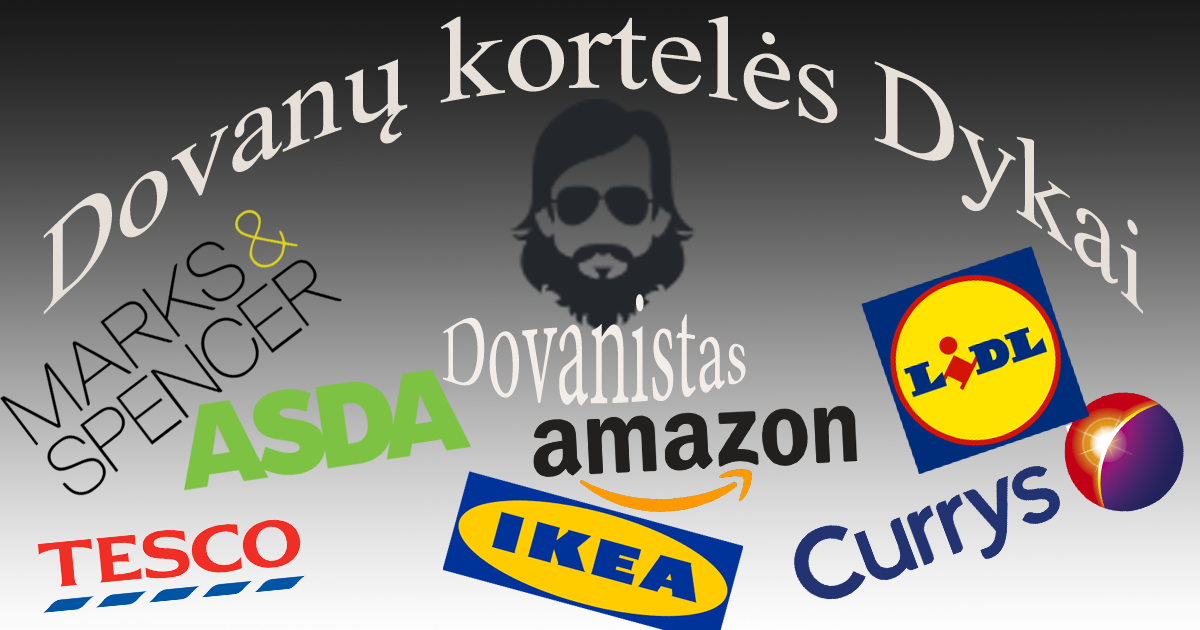 Dovanų kortelės Dykai
MARKS &
SPENCER
Dovanistas
ASDA
amazon
LIDL
TESCO
IKEA
Currys